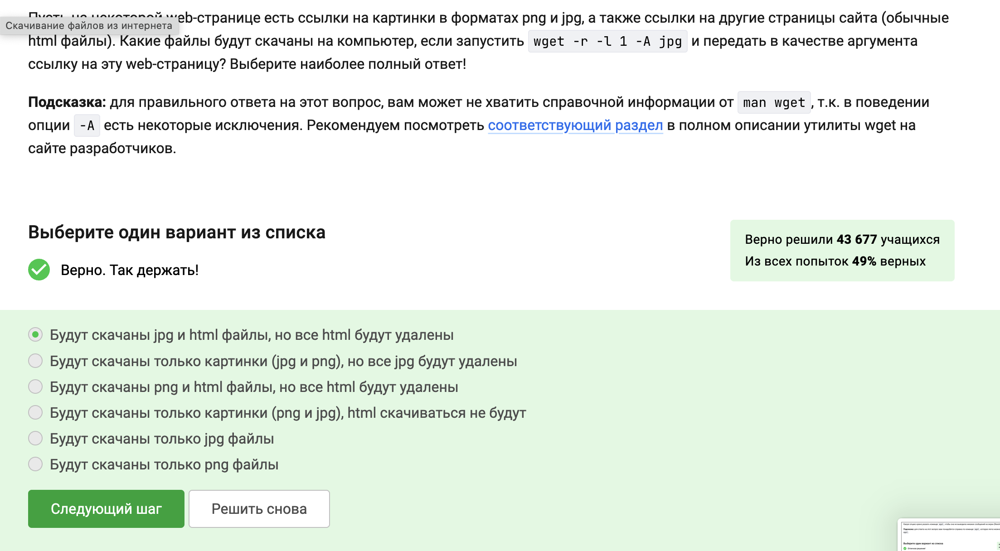 web-странице есть ссылки на картинки в форматах png и jpg, а также ссылки на другие страницы сайта (обычные
Скачивание файлов из интернета
html файлы). Какие файлы будут скачаны на компьютер, если запустить wget -r -l 1 -A jpg и передать в качестве аргумента
ссылку на эту web-страницу? Выберите наиболее полный ответ!
Подсказка: для правильного ответа на этот вопрос, вам может не хватить справочной информации от man wget, т.к. в поведении
опции -A есть некоторые исключения. Рекомендуем посмотреть соответствующий раздел в полном описании утилиты wget на
сайте разработчиков.
Выберите один вариант из списка
Верно. Так держать!
Верно решили 43 677 учащихся
Из всех попыток 49% верных
Будут скачаны jpg и html файлы, но все html будут удалены
Будут скачаны только картинки (jpg и png), но все jpg будут удалены
Будут скачаны png и html файлы, но все html будут удалены
Будут скачаны только картинки (png и jpg), html скачиваться не будут
Будут скачаны только jpg файлы
Будут скачаны только png файлы
Следующий шаг
Решить снова
Выберите один вариант из списка
Отличное решение!